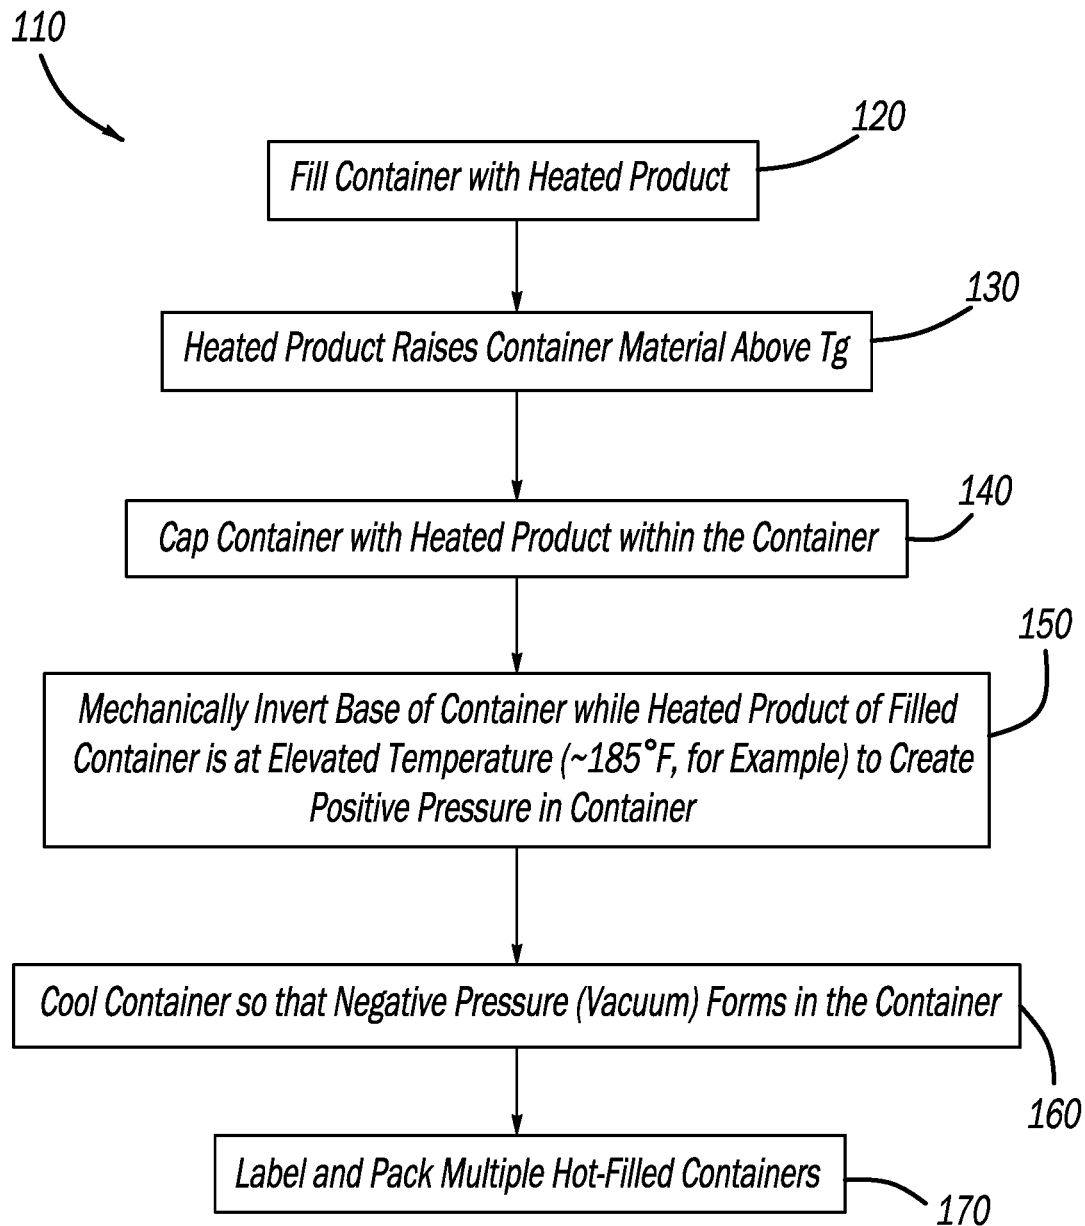 110
120
Fill Container with Heated Product
130
Heated Product Raises Container Material Above Tg
140
Cap Container with Heated Product within the Container
150
Mechanically Invert Base of Container while Heated Product of Filled
Container is at Elevated Temperature (~185°F, for Example) to Create
Positive Pressure in Container
Cool Container so that Negative Pressure (Vacuum) Forms in the Container
160
Label and Pack Multiple Hot-Filled Containers
170